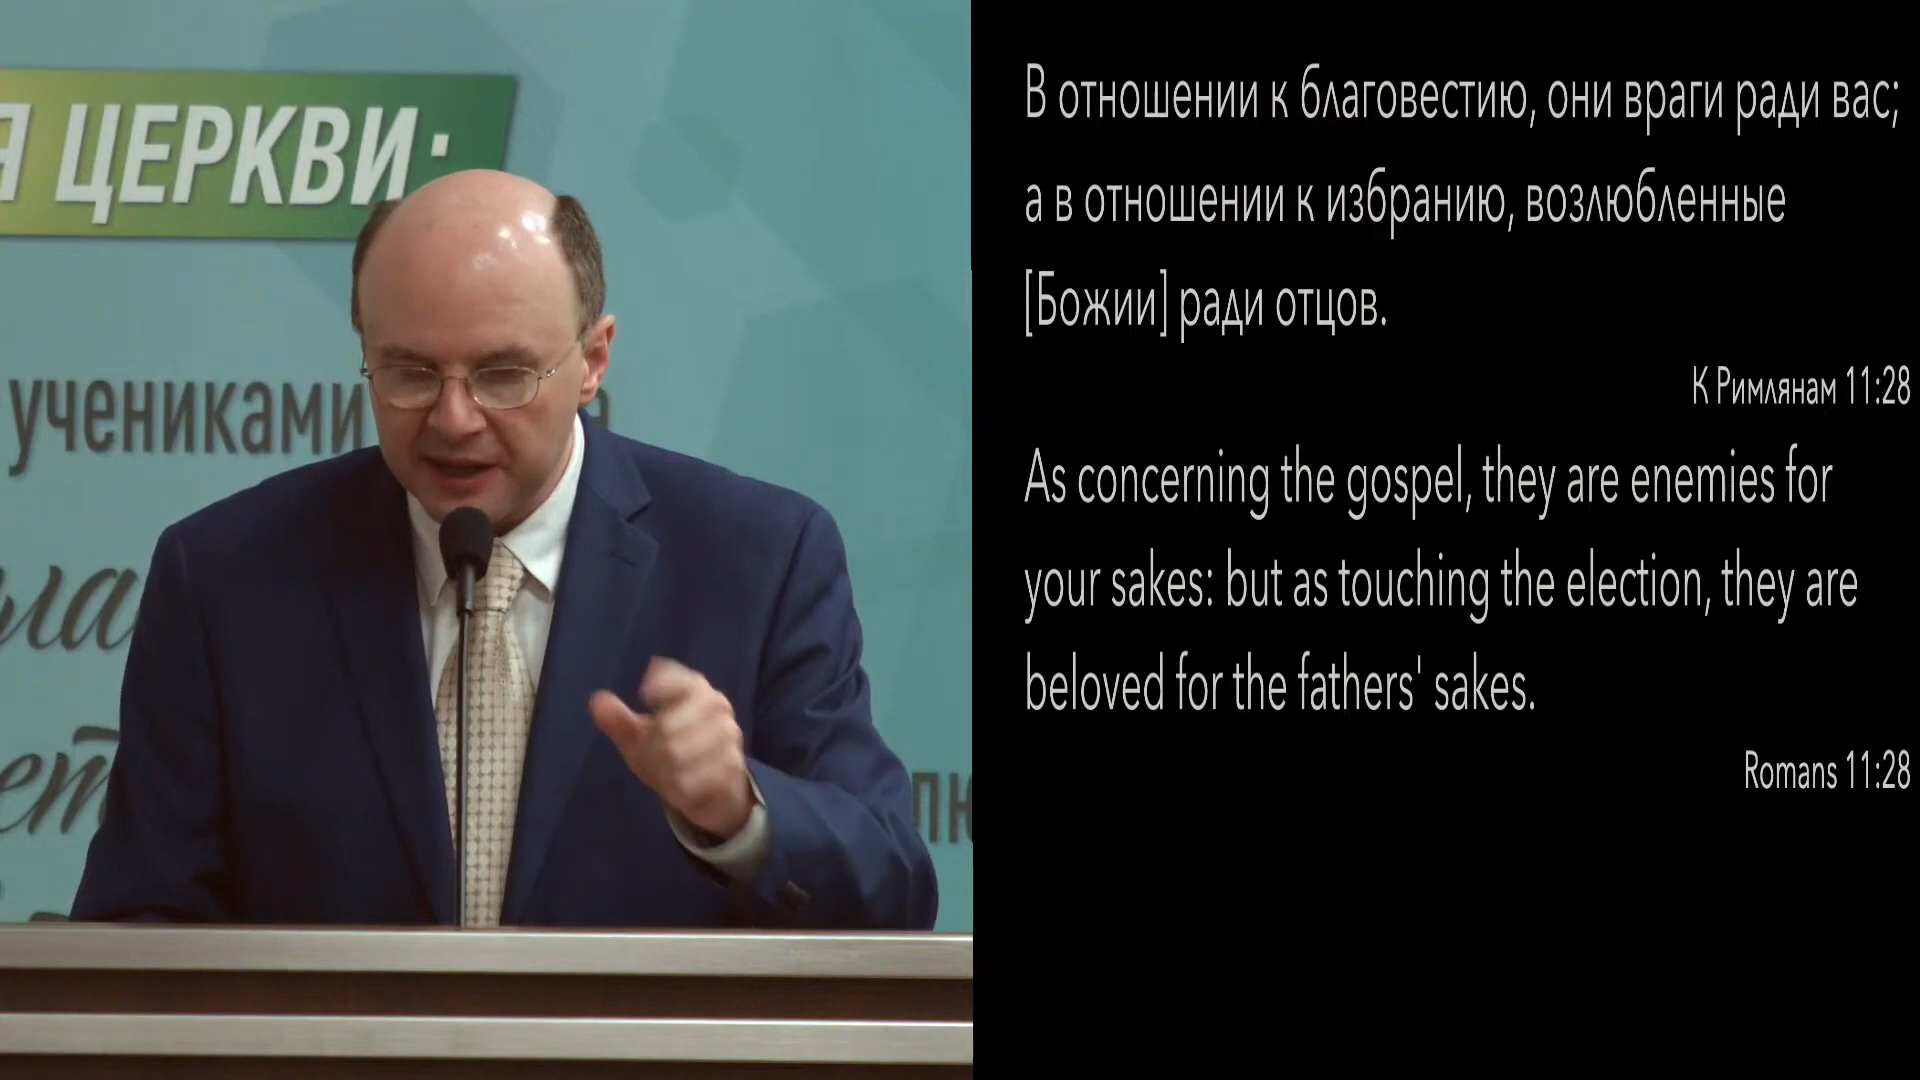 Я ЦЕРКВИ:
учениками
В отношении к благовестию, они враги ради вас;
а в отношении к избранию, возлюбленные
[Божии] ради отцов.
К Римлянам 11:28
As concerning the gospel, they are enemies for
your sakes: but as touching the election, they are
beloved for the fathers' sakes.
Romans 11:28